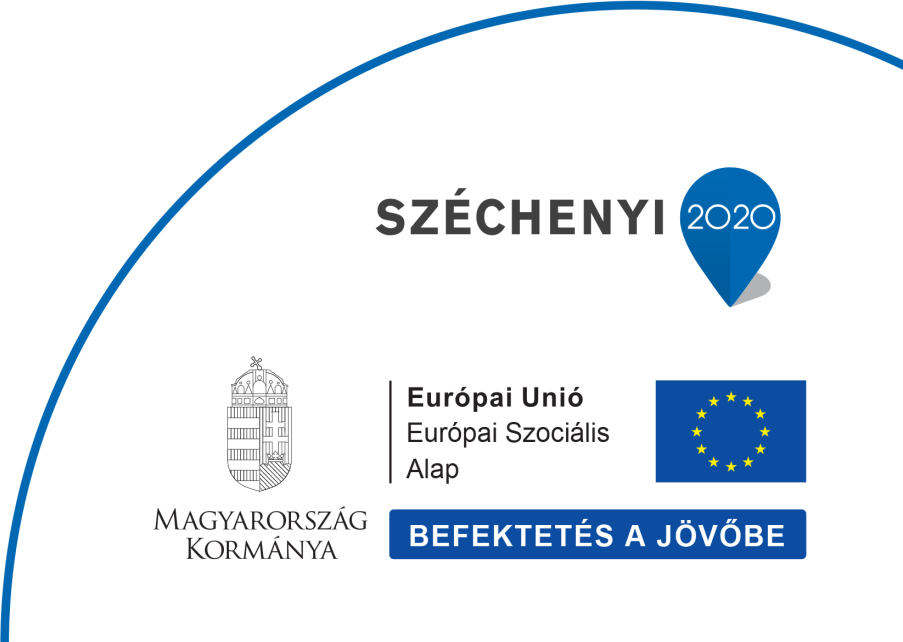 SZÉCHENYI 2020
Európai Unió
Európai Szociális
Alap
MAGYARORSZÁG
KORMÁNYA
BEFEKTETÉS A JÖVŐBE